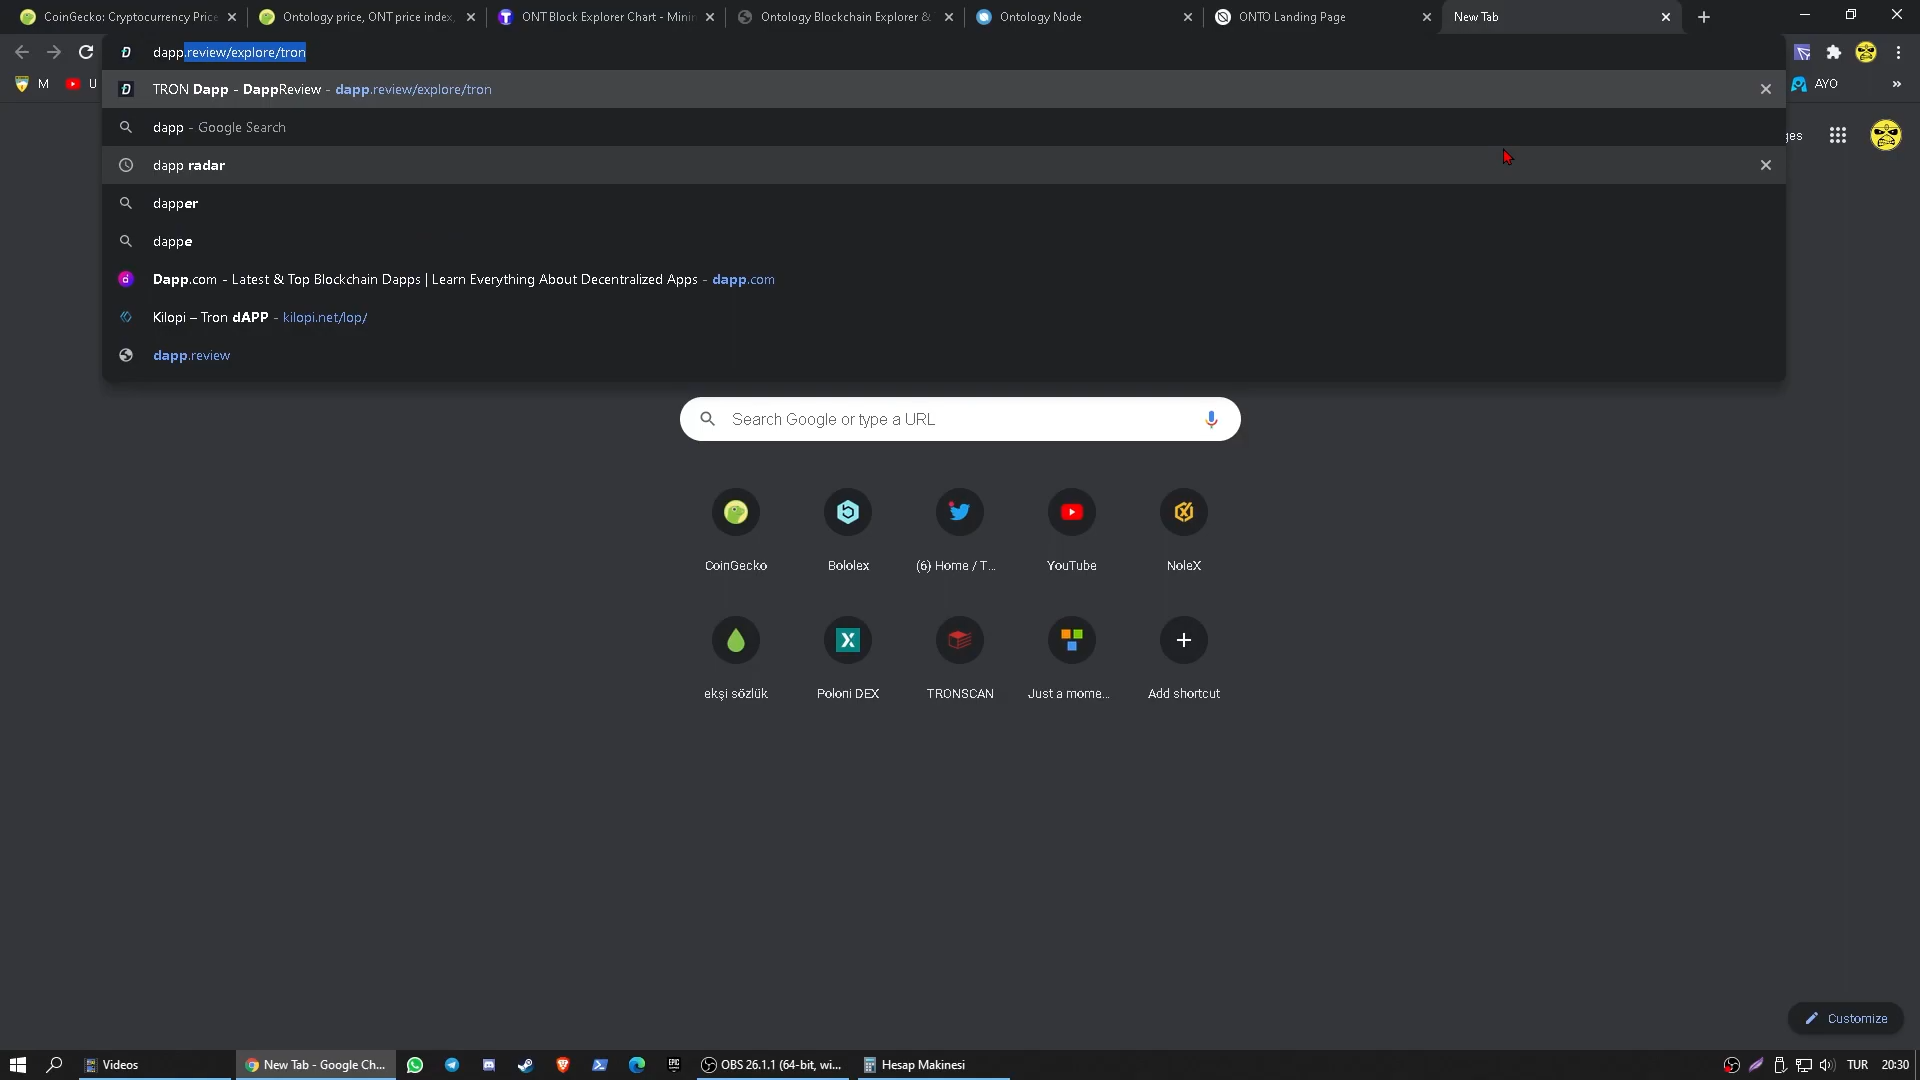 CoinGecko: Cryptocurrency Price
Ontology price, ONT price index,
ONT Block Explorer Chart - Minin
Ontology Blockchain Explorer &
Ontology Node
ONTO Landing Page
New Tab
dapp.review/explore/tron
M
U
AYO
»
TRON Dapp - DappReview - dapp.review/explore/tron
dapp - Google Search
dapp radar
dapper
dappe
Dapp.com - Latest & Top Blockchain Dapps | Learn Everything About Decentralized Apps - dapp.com
Kilopi – Tron dAPP - kilopi.net/lop/
dapp.review
ges
Search Google or type a URL
CoinGecko
Bololex
(6) Home / T...
YouTube
NoleX
ekşi sözlük
Poloni DEX
TRONSCAN
Just a mome...
Add shortcut
Customize
Videos
New Tab - Google Ch...
EPIC
OBS 26.1.1 (64-bit, wi...
Hesap Makinesi
TUR
20:30